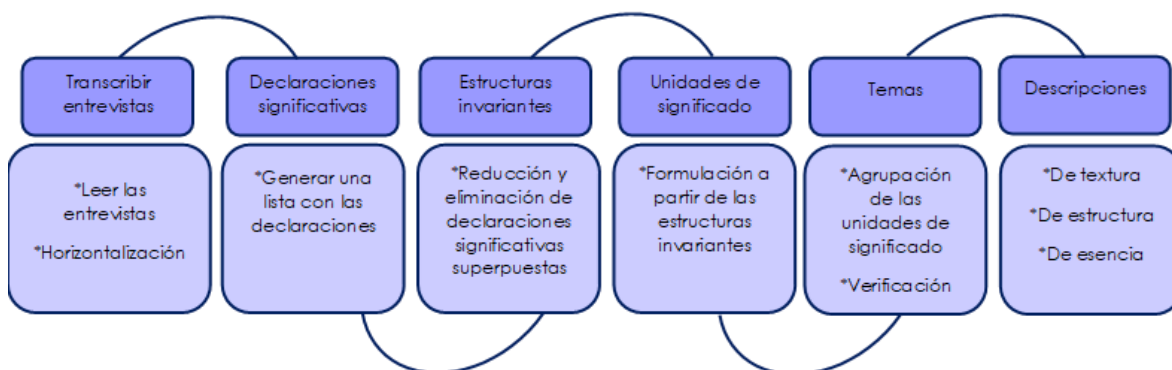 Transcribir
entrevistas
Declaraciones
significativas
Estructuras
invariantes
Unidades de
significado
Temas
Descripciones
*Leer las
entrevistas
*Horizontalización
*Generar una
lista con las
declaraciones
*Reducción y
eliminación de
declaraciones
significativas
superpuestas
*Formulación a
partir de las
estructuras
invariantes
*Agrupación
de las
unidades de
significado
*Verificación
*De textura
*De estructura
*De esencia